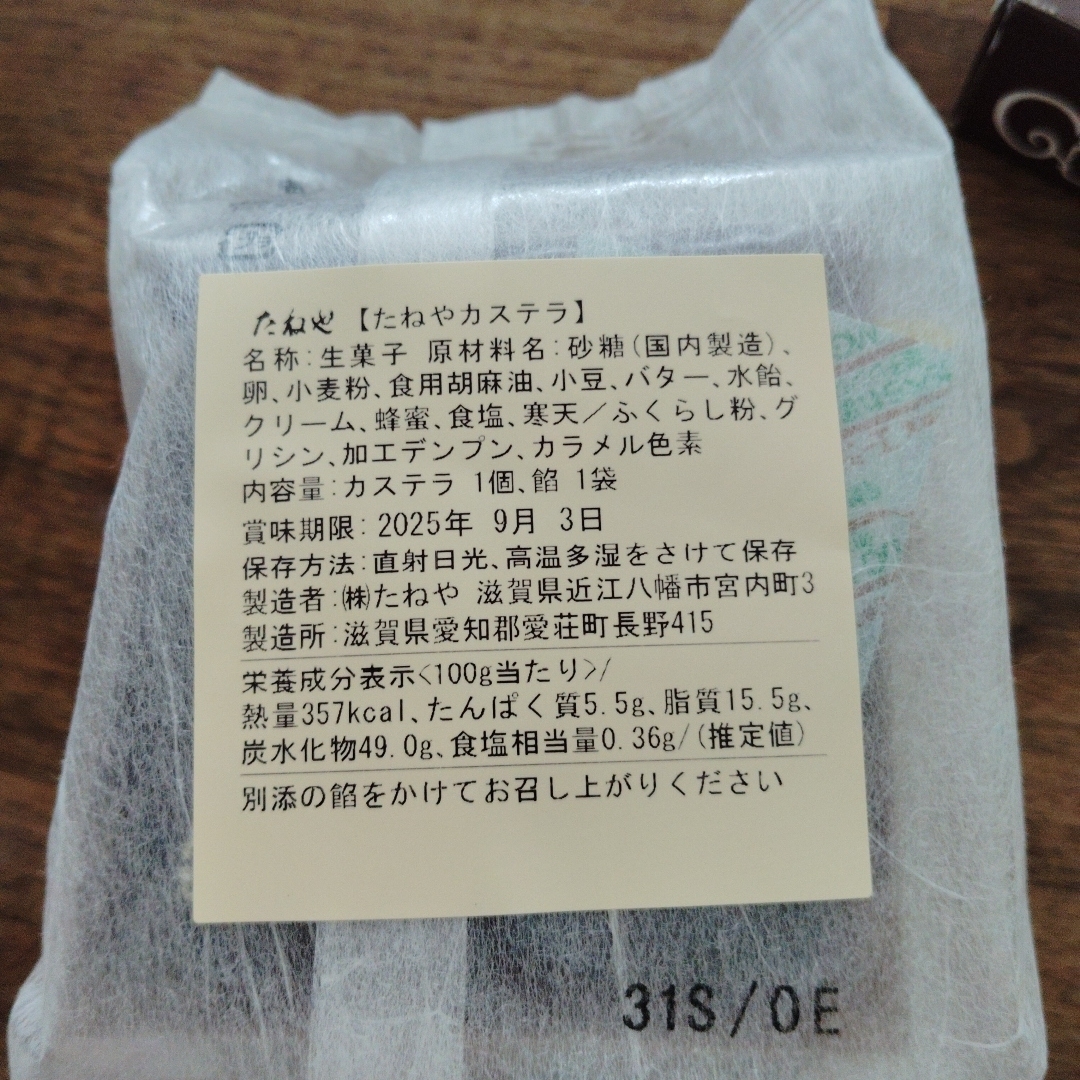 たねや【たねやカステラ】
名称:生菓子 原材料名:砂糖(国内製造)、
卵、小麦粉、食用胡麻油、小豆、バター、水飴、
クリーム、蜂蜜、食塩、寒天/ふくらし粉、グ
リシン、加工デンプン、カラメル色素
内容量:カステラ 1個、餡 1袋
賞味期限:2025年 9月 3日
保存方法:直射日光、高温多湿をさけて保存
製造者:㈱たねや 滋賀県近江八幡市宮内町3
製造所:滋賀県愛知郡愛荘町長野415
栄養成分表示<100g当たり>/
熱量357kcal、たんぱく質5.5g、脂質15.5g、
炭水化物49.0g、食塩相当量0.36g/(推定値)
別添の餡をかけてお召し上がりください
31S/OE